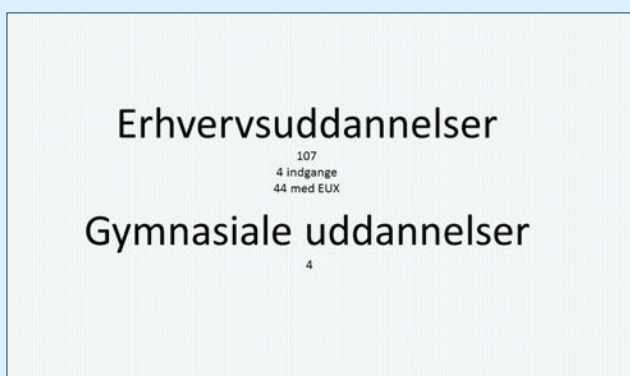 Erhvervsuddannelser
107
4 indgange
44 med EUX
Gymnasiale uddannelser
4